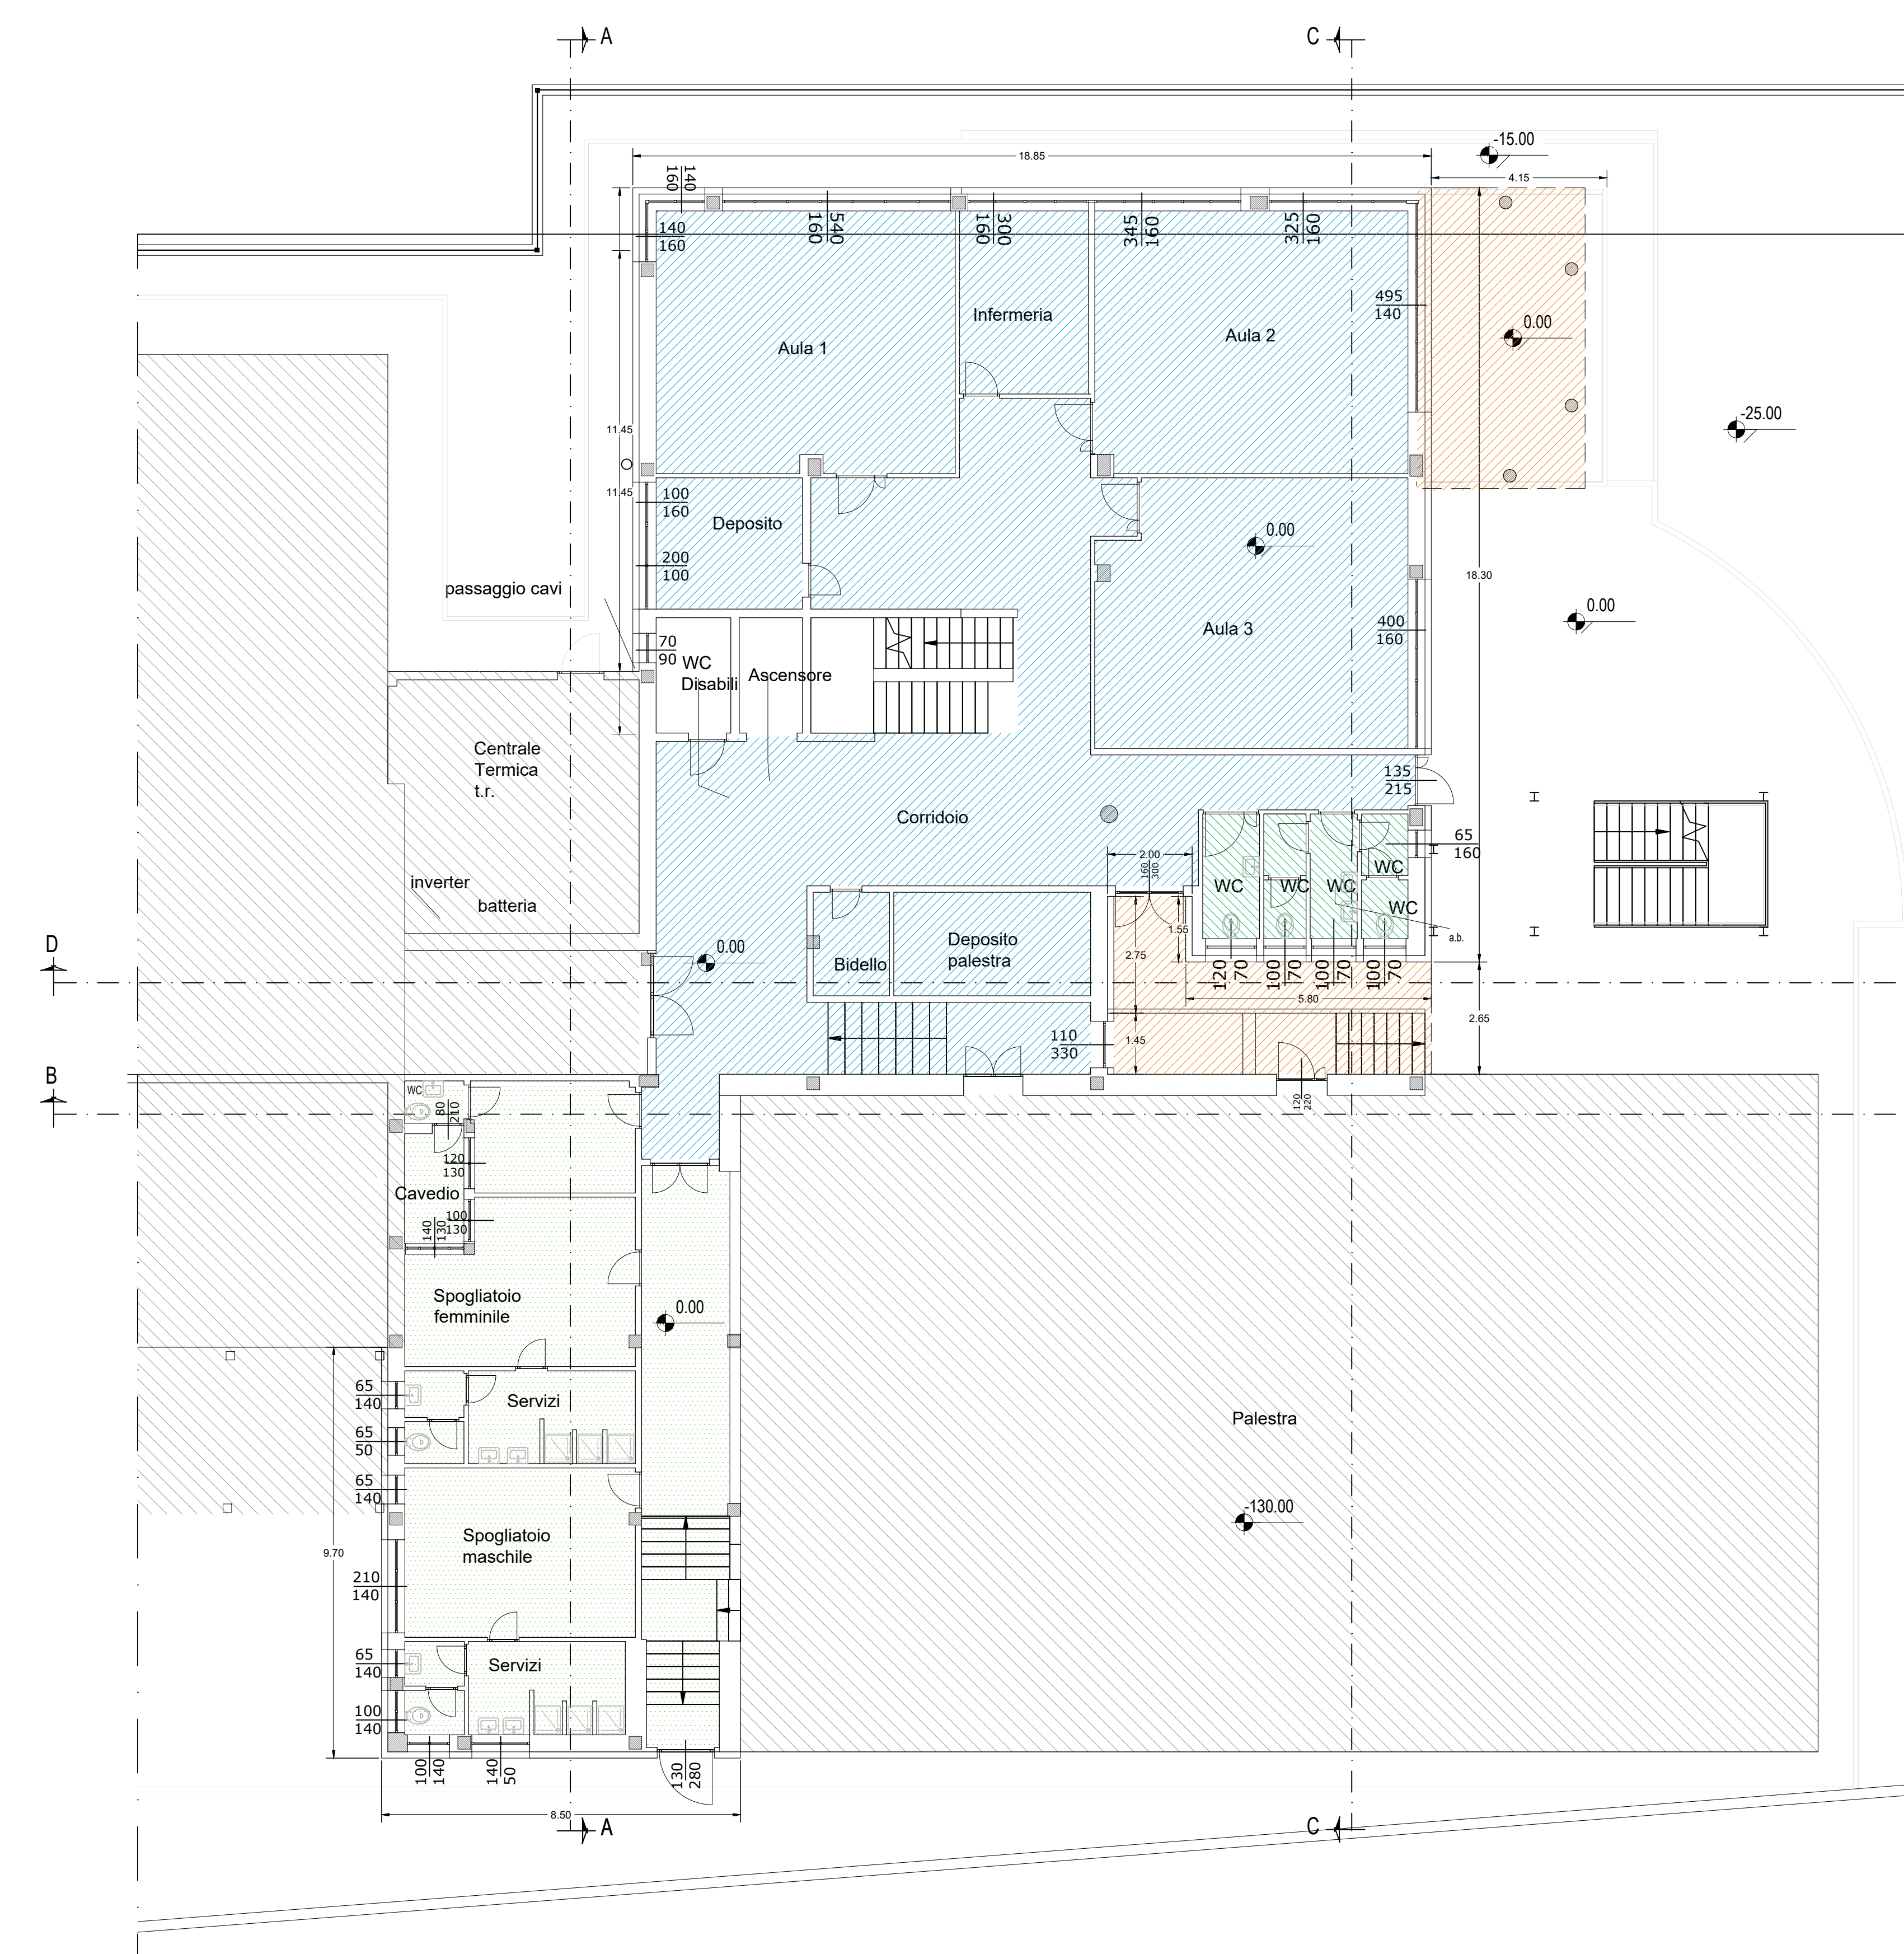 A
C
-15.00
18.85
4.15
140
160
540
160
300
160
345
160
325
160
140
160
495
140
Infermeria
Aula 1
Aula 2
0.00
-25.00
11.45
11.45
100
160
Deposito
0.00
200
100
18.30
passaggio cavi
0.00
Aula 3
400
160
70
90
WC
Disabili
Ascensore
Centrale
Termica
t.r.
135
215
Corridoio
65
160
2.00
160
300
inverter
batteria
WC
WC
WC
WC
WC
a.b.
D
0.00
Bidello
Deposito
palestra
2.75
1.55
120
70
100
70
100
70
100
70
5.80
2.65
110
330
1.45
B
WC
80
210
120
220
120
130
Cavedio
100
130
140
130
Spogliatoio
femminile
0.00
65
140
Servizi
65
50
Palestra
65
140
-130.00
Spogliatoio
maschile
9.70
210
140
65
140
Servizi
100
140
100
140
140
50
130
280
8.50
A
C